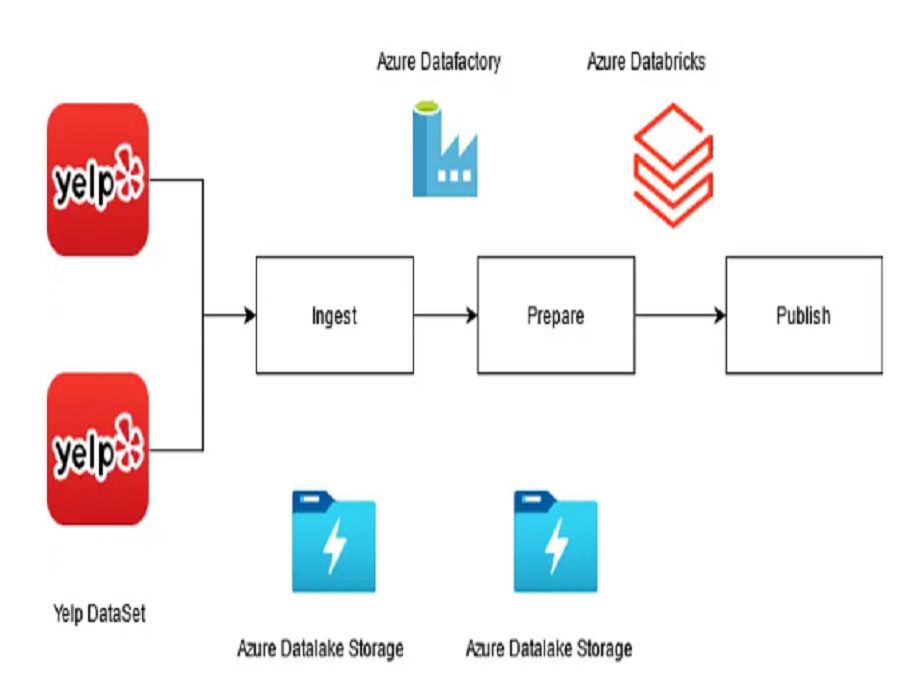 Azure Datafactory
Azure Databricks
yelp
Ingest
Prepare
Publish
yelp
Yelp DataSet
Azure Datalake Storage
Azure Datalake Storage